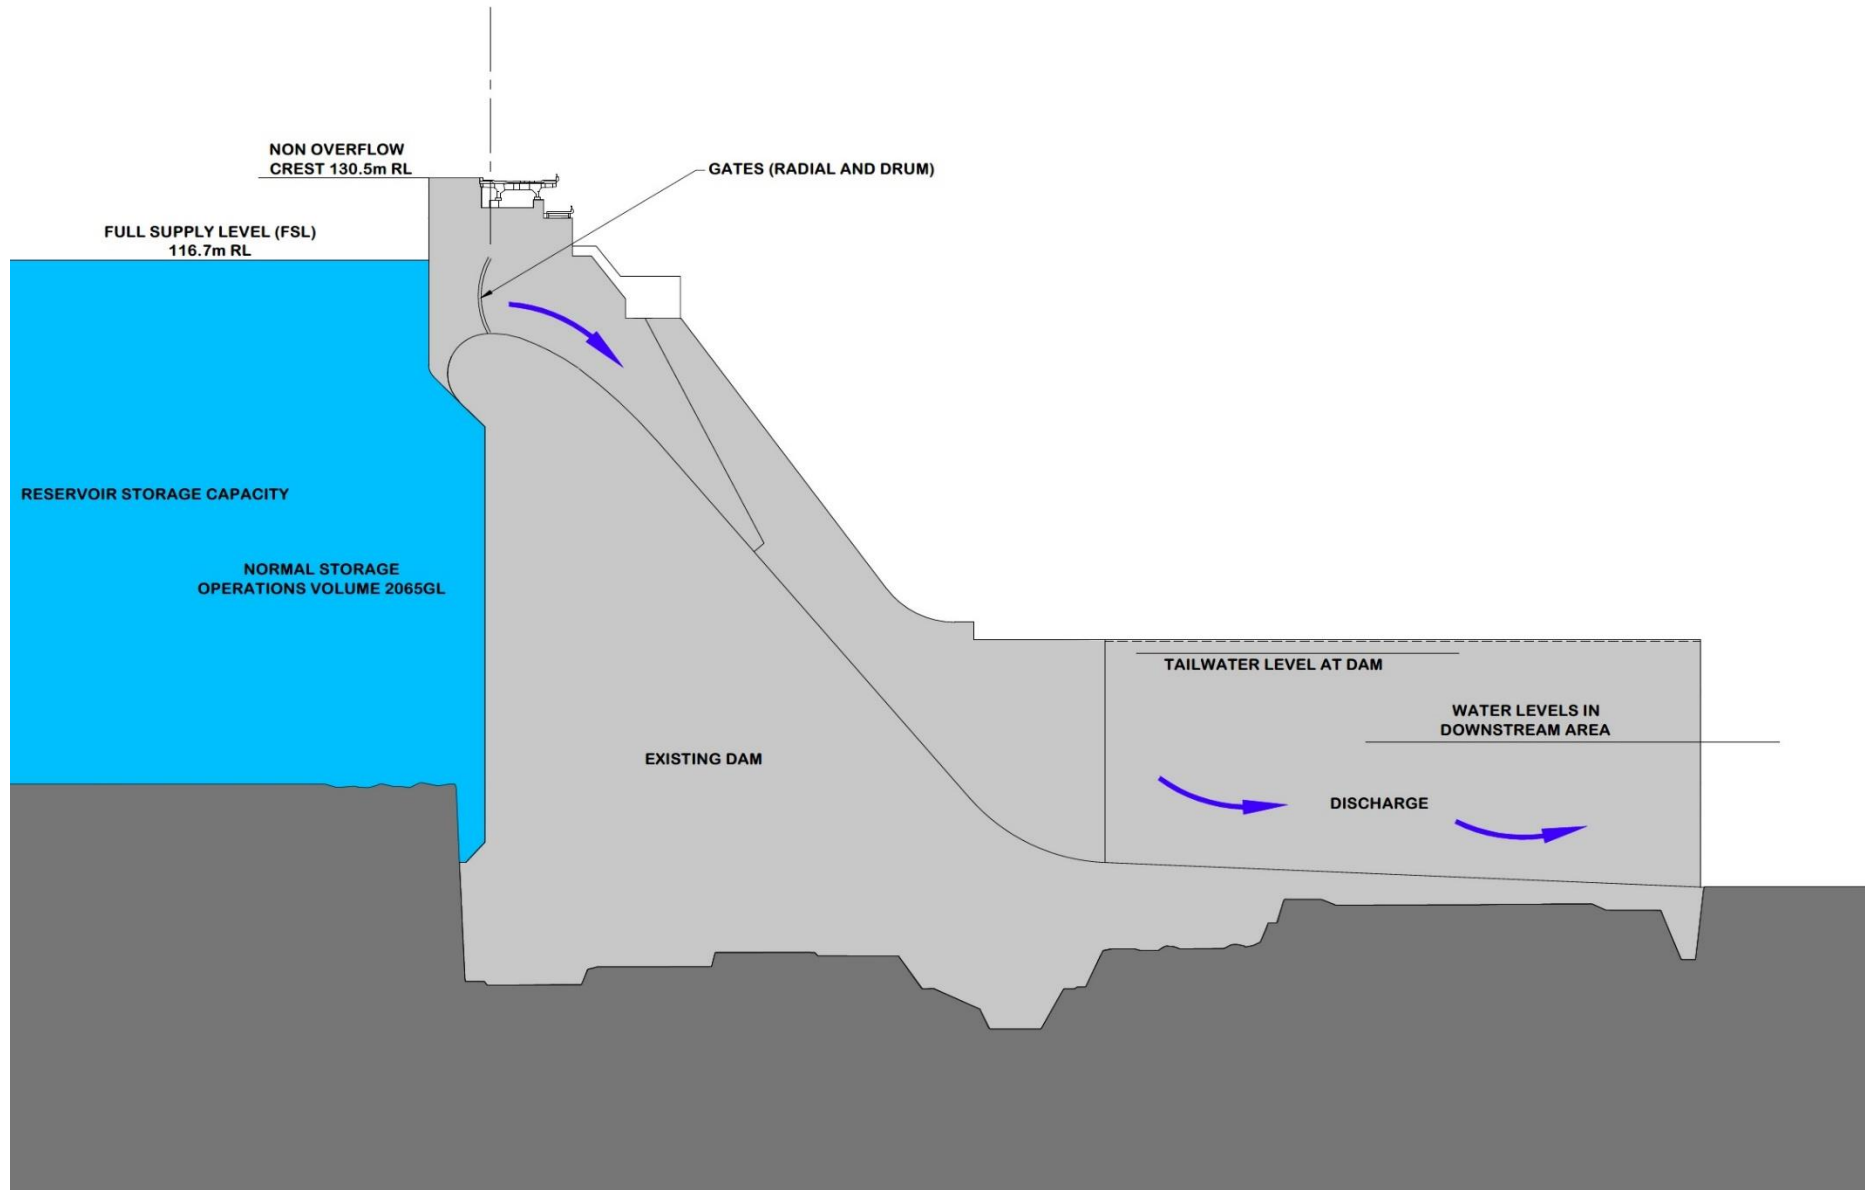 NON OVERFLOW
CREST 130.5m RL
GATES (RADIAL AND DRUM)
FULL SUPPLY LEVEL (FSL)
116.7m RL
RESERVOIR STORAGE CAPACITY
NORMAL STORAGE
OPERATIONS VOLUME 2065GL
TAILWATER LEVEL AT DAM
WATER LEVELS IN
DOWNSTREAM AREA
EXISTING DAM
DISCHARGE